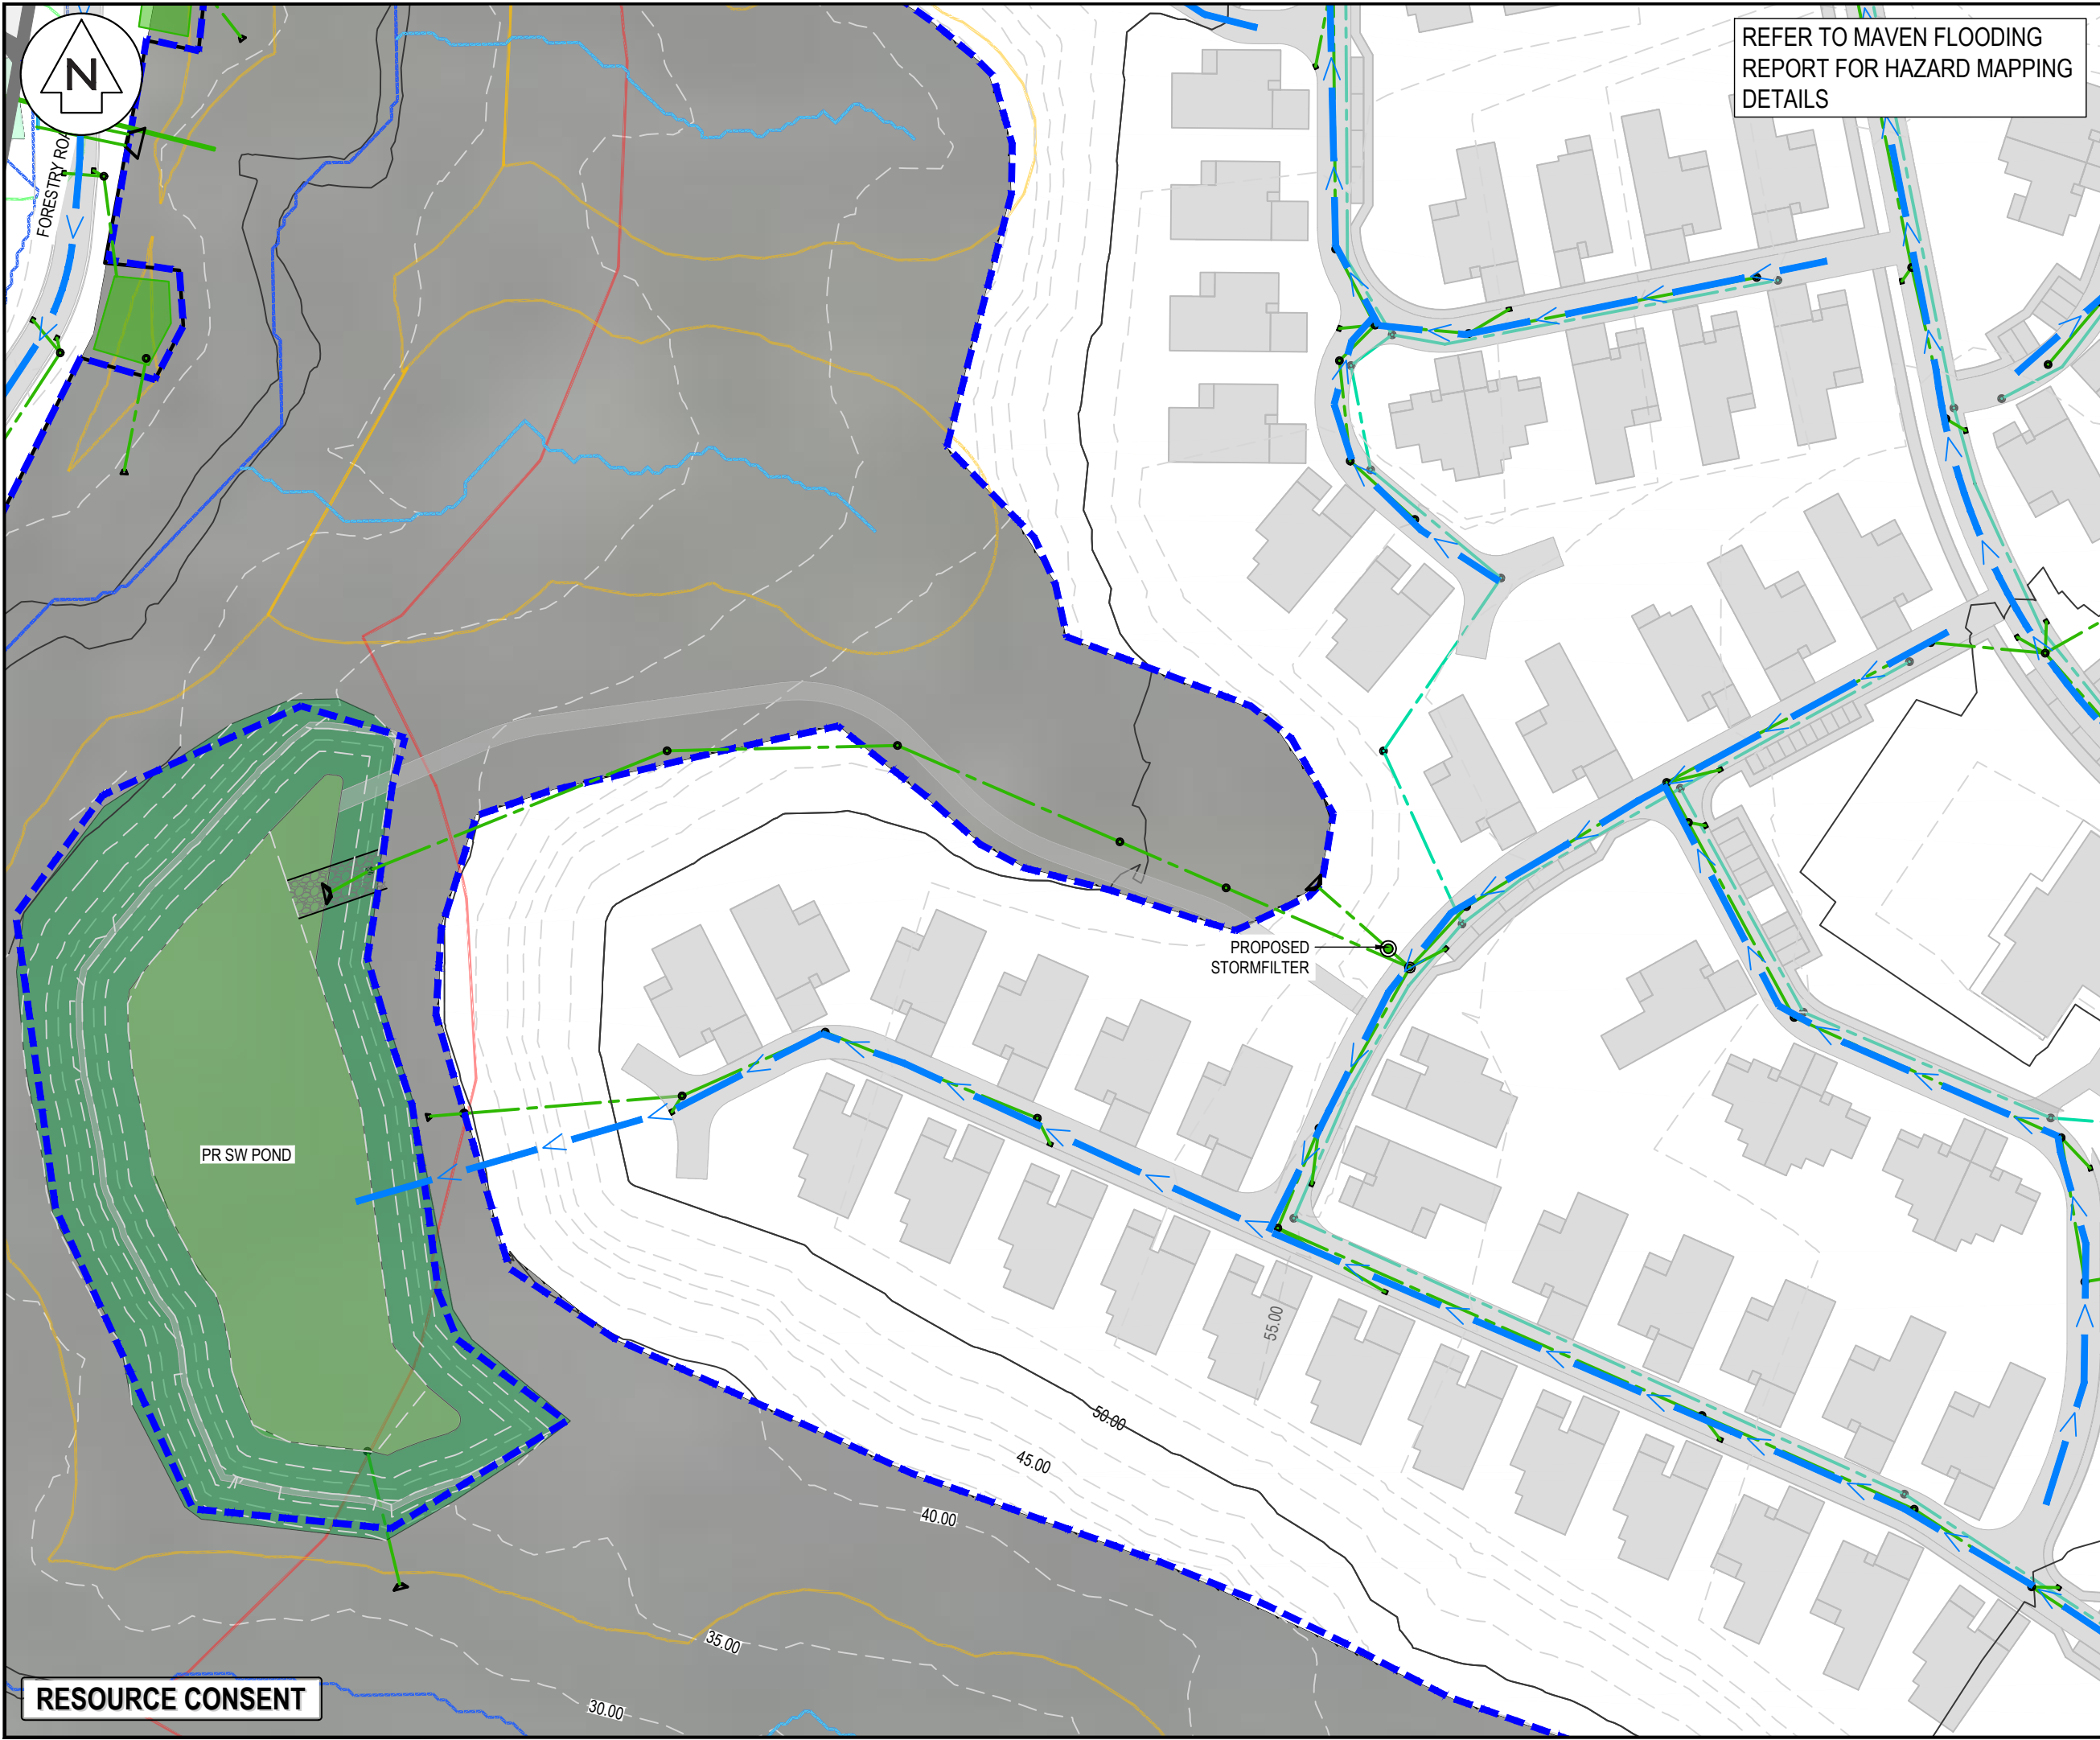 N
REFER TO MAVEN FLOODING
REPORT FOR HAZARD MAPPING
DETAILS
PROPOSED
STORMFILTER
PR SW POND
55.00
50.00
45.00
40.00
35.00
30.00
RESOURCE CONSENT
FORESTRY